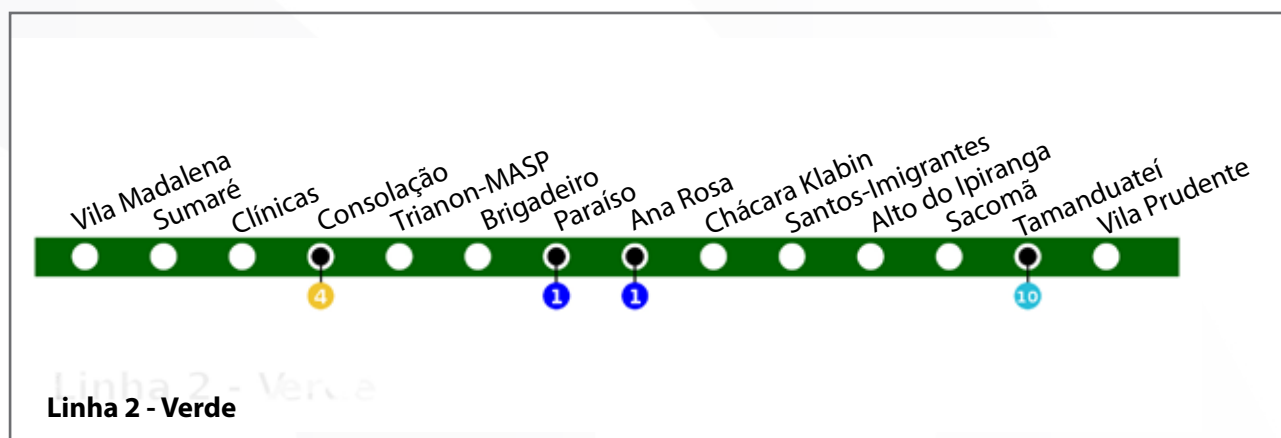 Vila Madalena
Sumaré
Clínicas
Consolação
Trianon-MASP
Brigadeiro
Paraíso
Ana Rosa
Chácara Klabin
Santos-Imigrantes
Alto do Ipiranga
Sacomã
Tamanduateí
Vila Prudente
4
1
1
10
Linha 2 - Verde
Linha 2 - Verde